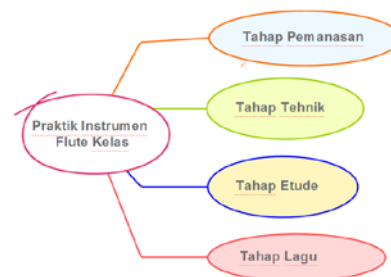 Praktik Instrumen
Flute Kelas
Tahap Pemanasan
Tahap Tehnik
Tahap Etude
Tahap Lagu